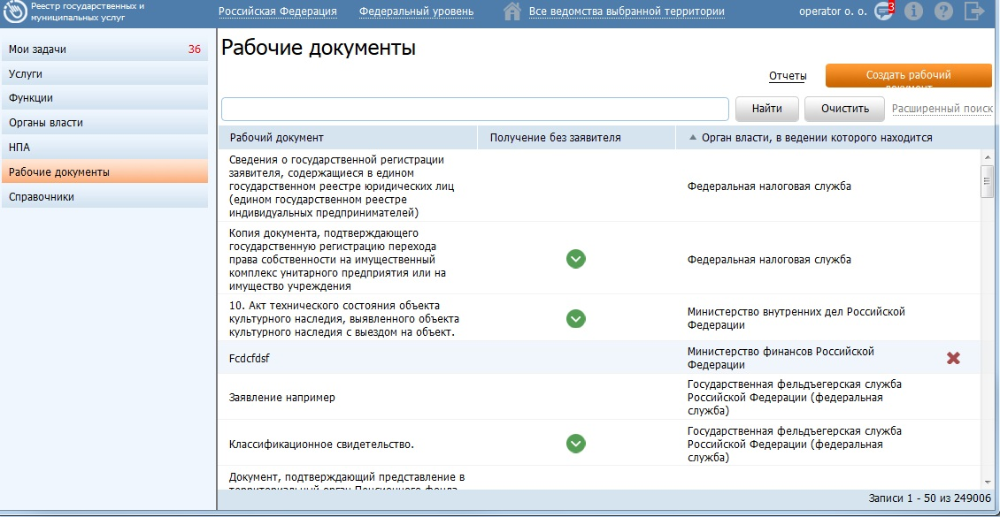 Реестр государственных и
муниципальных услуг
Российская Федерация
Федеральный уровень
Все ведомства выбранной территории
operator o. o.
3
Мои задачи
36
Услуги
Функции
Органы власти
НПА
Рабочие документы
Справочники
Рабочие документы
Отчеты
Создать рабочий
документ
Найти
Очистить
Расширенный поиск
Рабочий документ
Получение без заявителя
Орган власти, в ведении которого находится
Сведения о государственной регистрации
заявителя, содержащиеся в едином
государственном реестре юридических лиц
(едином государственном реестре
индивидуальных предпринимателей)
Федеральная налоговая служба
Копия документа, подтверждающего
государственную регистрацию перехода
права собственности на имущественный
комплекс унитарного предприятия или на
имущество учреждения
Федеральная налоговая служба
10. Акт технического состояния объекта
культурного наследия, выявленного объекта
культурного наследия с выездом на объект.
Министерство внутренних дел Российской
Федерации
Fcdcfdsf
Министерство финансов Российской
Федерации
Заявление например
Государственная фельдъегерская служба
Российской Федерации (федеральная
служба)
Классификационное свидетельство.
Государственная фельдъегерская служба
Российской Федерации (федеральная
служба)
Документ, подтверждающий представление в
территориальный орган Пенсионного фонда
Записи 1 - 50 из 249006